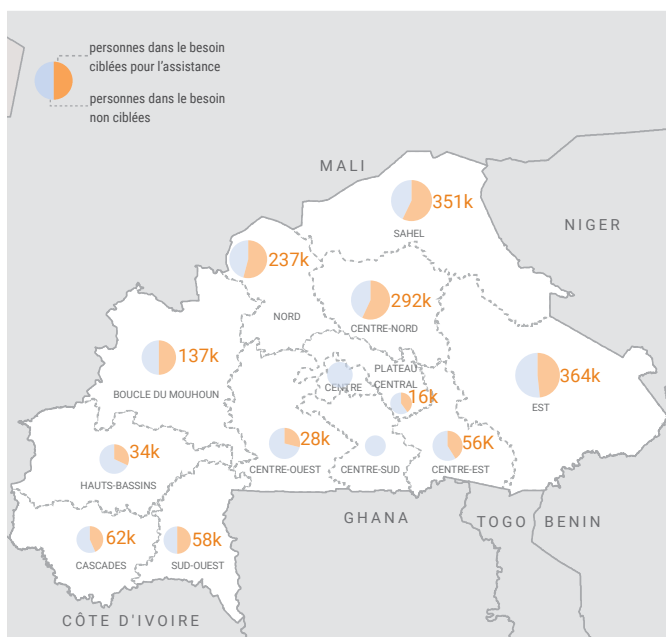 personnes dans le besoin
ciblées pour l'assistance
personnes dans le besoin
non ciblées
MALI
351k
SAHEL
NIGER
237k
292k
NORD
CENTRE-NORD
137k
PLATEAU
CENTRAL
CENTRE
364k
BOUCLE DU MOUHOUN
16k
EST
34k
28k
56K
HAUTS-BASSINS
CENTRE-OUEST
CENTRE-SUD
CENTRE-EST
GHANA
TOGO
BENIN
62k
58k
CASCADES
SUD-OUEST
CÔTE D'IVOIRE